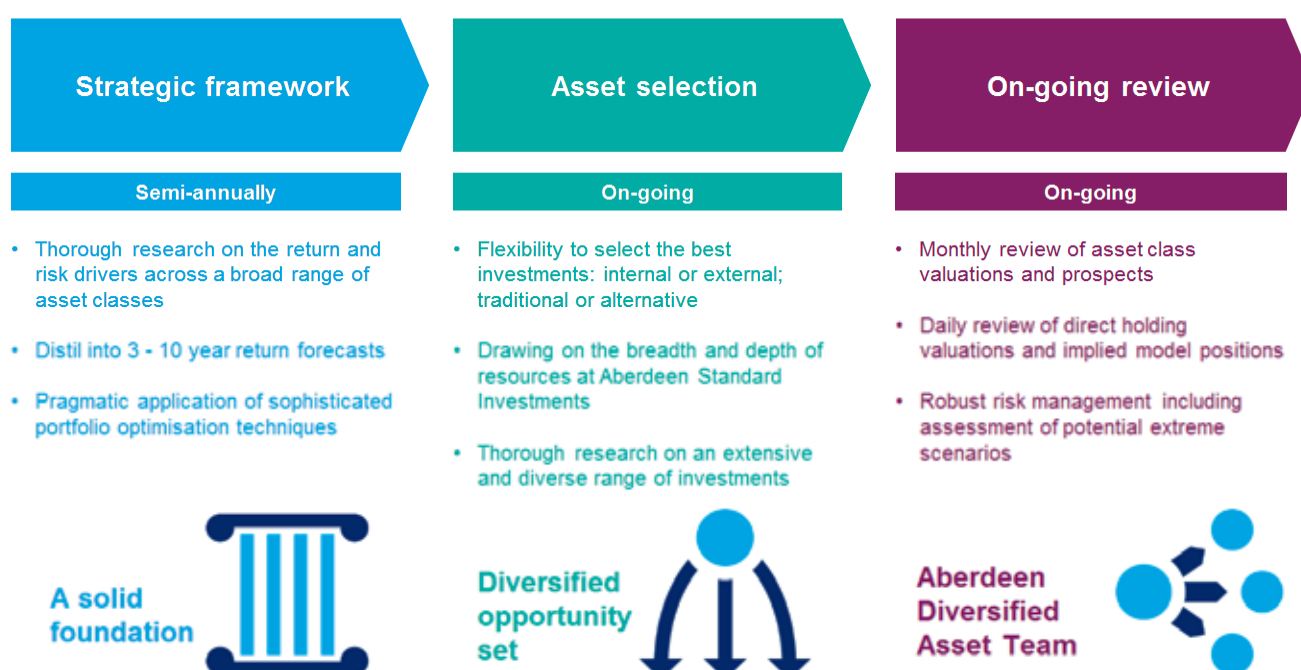 Strategic framework
Semi-annually
• Thorough research on the return and
risk drivers across a broad range of
asset classes
• Distil into 3 - 10 year return forecasts
• Pragmatic application of sophisticated
portfolio optimisation techniques
A solid
foundation
Asset selection
On-going
• Flexibility to select the best
investments: internal or external;
traditional or alternative
• Drawing on the breadth and depth of
resources at Aberdeen Standard
Investments
• Thorough research on an extensive
and diverse range of investments
Diversified
opportunity
set
On-going review
On-going
• Monthly review of asset class
valuations and prospects
• Daily review of direct holding
valuations and implied model positions
• Robust risk management including
assessment of potential extreme
scenarios
Aberdeen
Diversified
Asset Team